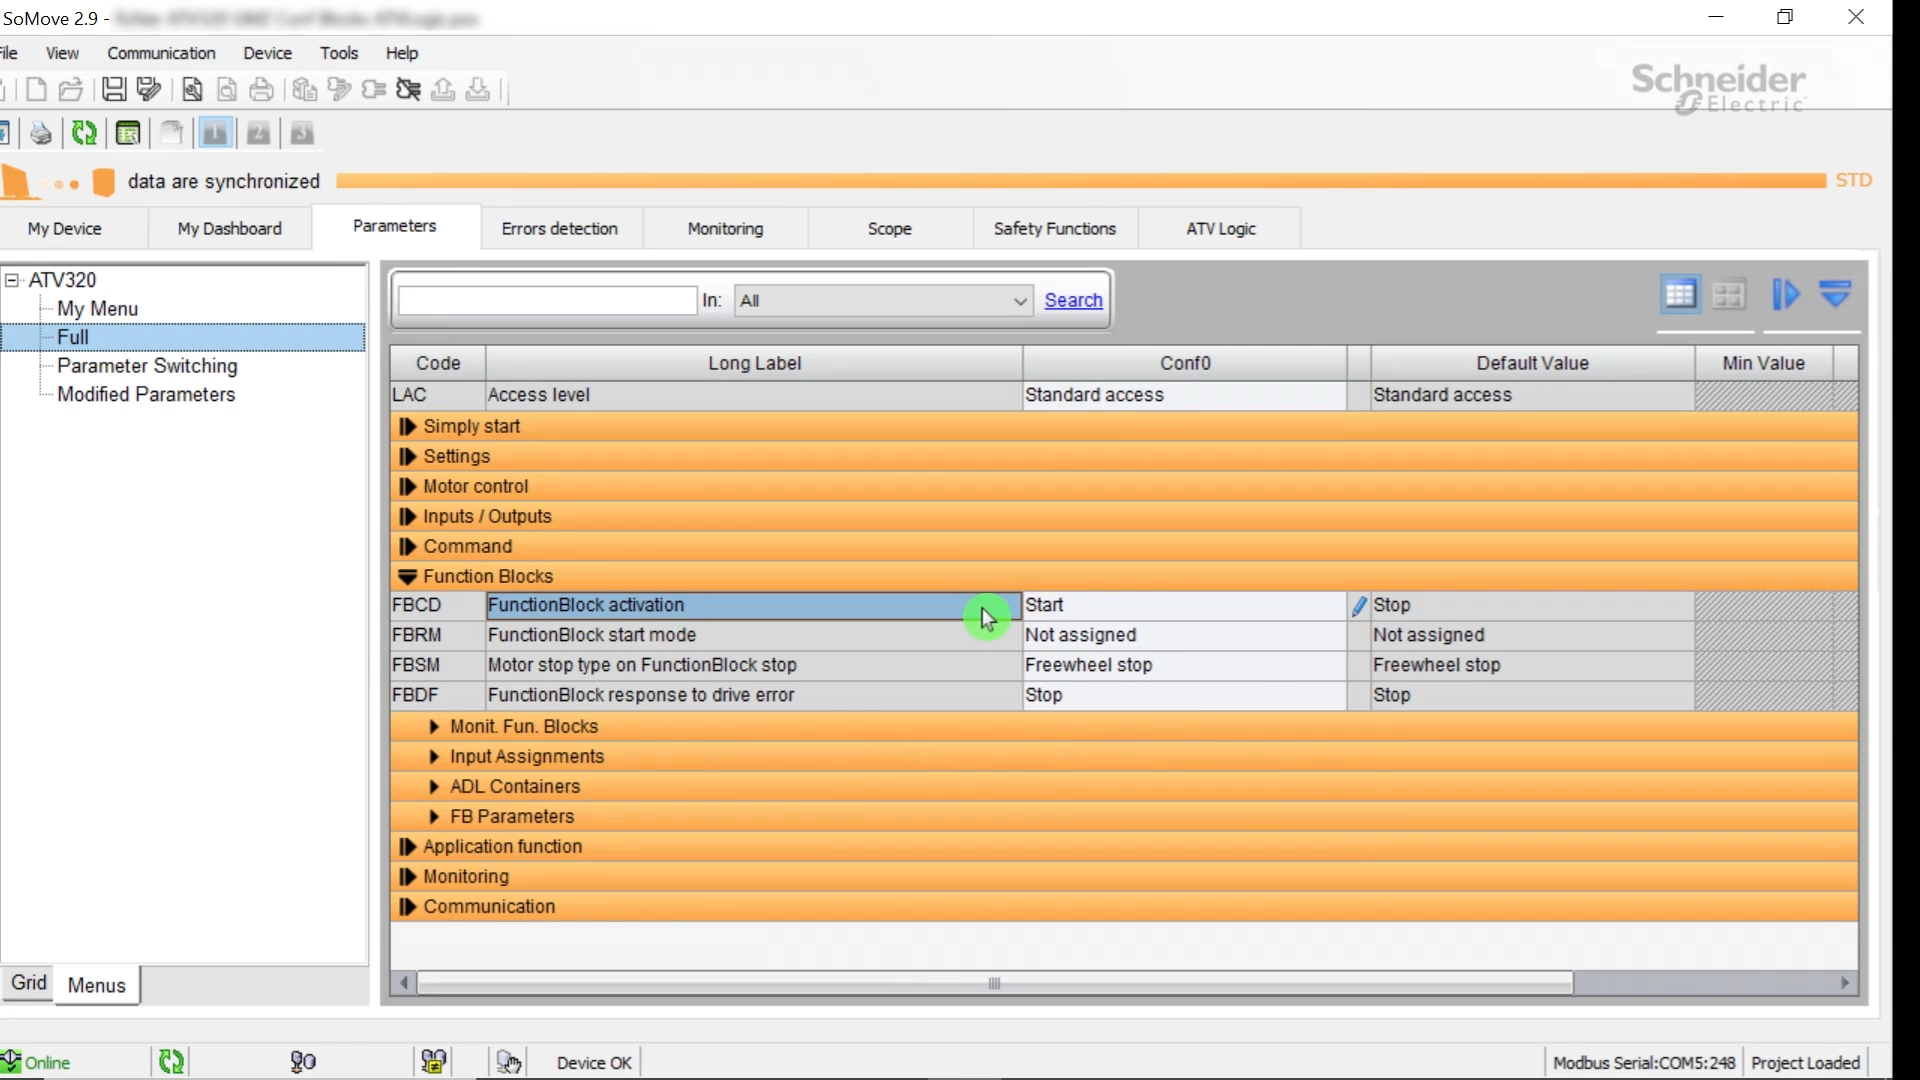 SoMove 2.9 -
File View Communication Device Tools Help
Schneider
Electric
1 2 3
data are synchronized STD
My Device My Dashboard Parameters Errors detection Monitoring Scope Safety Functions ATV Logic
ATV320
My Menu
Full
Parameter Switching
Modified Parameters
In: All Search
Code Long Label Conf0 Default Value Min Value
LAC Access level Standard access Standard access
Simply start
Settings
Motor control
Inputs / Outputs
Command
Function Blocks
FBCD FunctionBlock activation Start Stop
FBRM FunctionBlock start mode Not assigned Not assigned
FBSM Motor stop type on FunctionBlock stop Freewheel stop Freewheel stop
FBDF FunctionBlock response to drive error Stop Stop
Monit. Fun. Blocks
Input Assignments
ADL Containers
FB Parameters
Application function
Monitoring
Communication
Grid Menus
Online Device OK Modbus Serial:COM5:248 Project Loaded